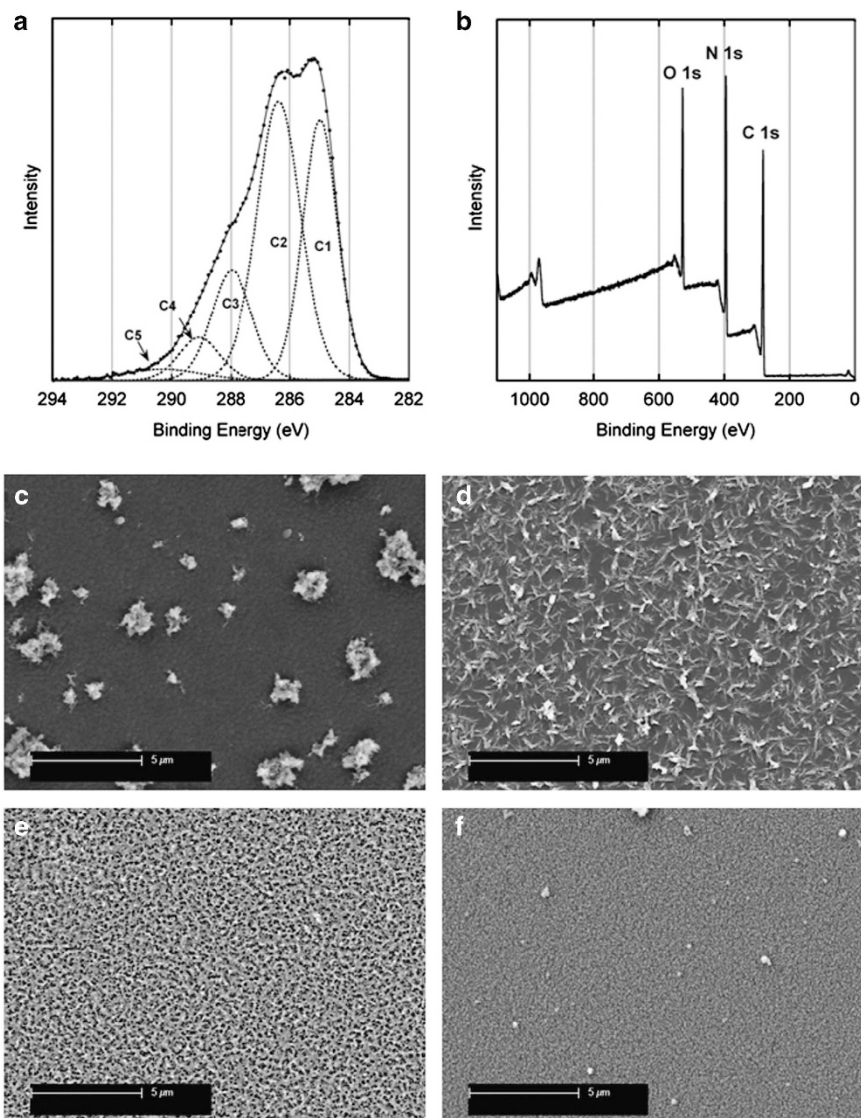 a
Intensity
C1
C2
C3
C4
C5
294 292 290 288 286 284 282
Binding Energy (eV)
b
Intensity
O 1s
N 1s
C 1s
1000 800 600 400 200 0
Binding Energy (eV)
c
5 µm
d
5 µm
e
5 µm
f
5 µm